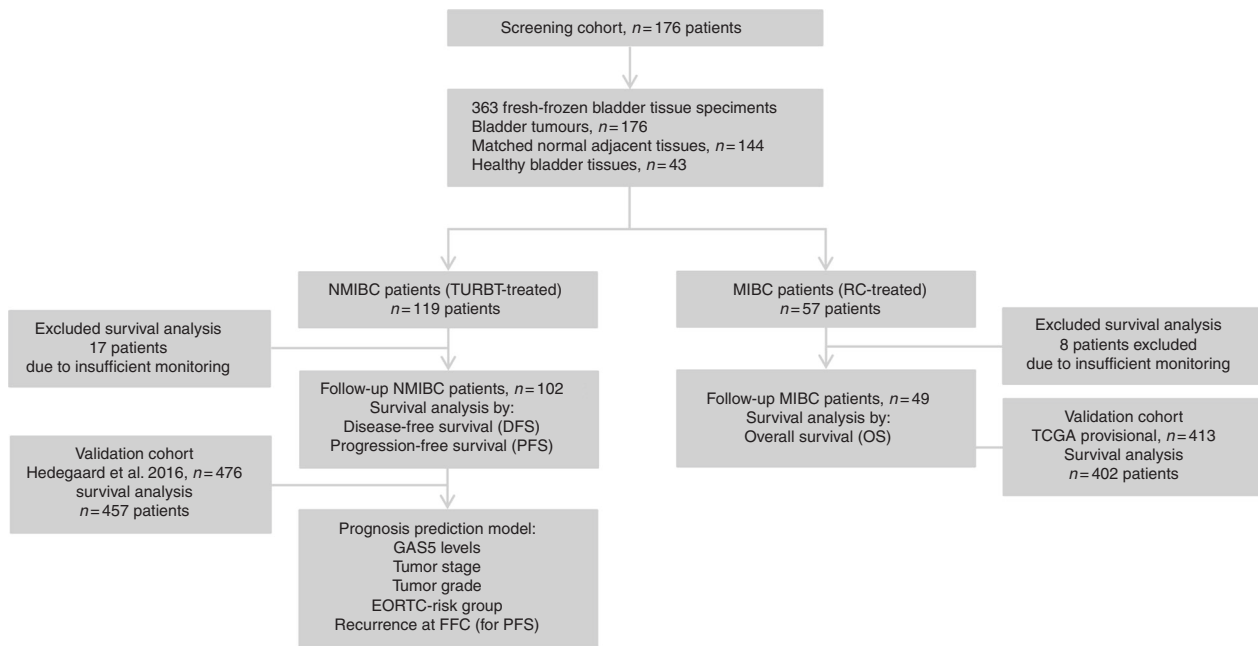 Screening cohort, n = 176 patients
363 fresh-frozen bladder tissue speciments
Bladder tumours, n = 176
Matched normal adjacent tissues, n = 144
Healthy bladder tissues, n = 43
NMIBC patients (TURBT-treated)
n = 119 patients
MIBC patients (RC-treated)
n = 57 patients
Excluded survival analysis
17 patients
due to insufficient monitoring
Excluded survival analysis
8 patients excluded
due to insufficient monitoring
Follow-up NMIBC patients, n = 102
Survival analysis by:
Disease-free survival (DFS)
Progression-free survival (PFS)
Follow-up MIBC patients, n = 49
Survival analysis by:
Overall survival (OS)
Validation cohort
TCGA provisional, n = 413
Survival analysis
n = 402 patients
Validation cohort
Hedegaard et al. 2016, n = 476
survival analysis
n = 457 patients
Prognosis prediction model:
GAS5 levels
Tumor stage
Tumor grade
EORTC-risk group
Recurrence at FFC (for PFS)